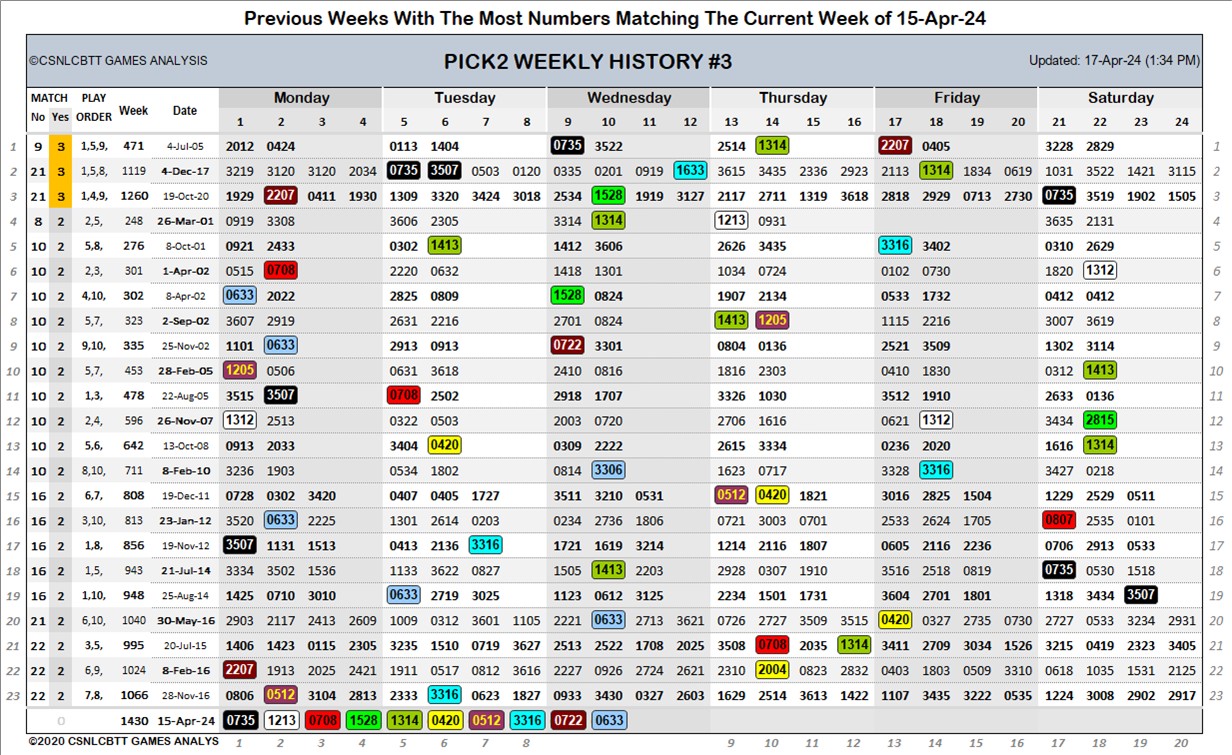 Previous Weeks With The Most Numbers Matching The Current Week of 15-Apr-24
©CSNLCBTT GAMES ANALYSIS PICK2 WEEKLY HISTORY #3 Updated: 17-Apr-24 (1:34 PM)
MATCH PLAY Week Date Monday Tuesday Wednesday Thursday Friday Saturday
No Yes ORDER 1 2 3 4 5 6 7 8 9 10 11 12 13 14 15 16 17 18 19 20 21 22 23 24
1 9 3 1,5,9, 471 4-Jul-05 2012 0424 0113 1404 0735 3522 2514 1314 2207 0405 3228 2829 1
2 21 3 1,5,8, 1119 4-Dec-17 3219 3120 3120 2034 0735 3507 0503 0120 0335 0201 0919 1633 3615 3435 2336 2923 2113 1314 1834 0619 1031 3522 1421 3115 2
3 21 3 1,4,9, 1260 19-Oct-20 1929 2207 0411 1930 1309 3320 3424 3018 2534 1528 1919 3127 2117 2711 1319 3618 2818 2929 0713 2730 0735 3519 1902 1505 3
4 8 2 2,5, 248 26-Mar-01 0919 3308 3606 2305 3314 1314 1213 0931 3635 2131 4
5 10 2 5,8, 276 8-Oct-01 0921 2433 0302 1413 1412 3606 2626 3435 3316 3402 0310 2629 5
6 10 2 2,3, 301 1-Apr-02 0515 0708 2220 0632 1418 1301 1034 0724 0102 0730 1820 1312 6
7 10 2 4,10, 302 8-Apr-02 0633 2022 2825 0809 1528 0824 1907 2134 0533 1732 0412 0412 7
8 10 2 5,7, 323 2-Sep-02 3607 2919 2631 2216 2701 0824 1413 1205 1115 2216 3007 3619 8
9 10 2 9,10, 335 25-Nov-02 1101 0633 2913 0913 0722 3301 0804 0136 2521 3509 1302 3114 9
10 10 2 5,7, 453 28-Feb-05 1205 0506 0631 3618 2410 0816 1816 2303 0410 1830 0312 1413 10
11 10 2 1,3, 478 22-Aug-05 3515 3507 0708 2502 2918 1707 3326 1030 3512 1910 2633 0136 11
12 10 2 2,4, 596 26-Nov-07 1312 2513 0322 0503 2003 0720 2706 1616 0621 1312 3434 2815 12
13 10 2 5,6, 642 13-Oct-08 0913 2033 3404 0420 0309 2222 2615 3334 0236 2020 1616 1314 13
14 10 2 8,10, 711 8-Feb-10 3236 1903 0534 1802 0814 3306 1623 0717 3328 3316 3427 0218 14
15 16 2 6,7, 808 19-Dec-11 0728 0302 3420 0407 0405 1727 3511 3210 0531 0512 0420 1821 3016 2825 1504 1229 2529 0511 15
16 16 2 3,10, 813 23-Jan-12 3520 0633 2225 1301 2614 0203 0234 2736 1806 0721 3003 0701 2533 2624 1705 0807 2535 0101 16
17 16 2 1,8, 856 19-Nov-12 3507 1131 1513 0413 2136 3316 1721 1619 3214 1214 2116 1807 0605 2116 2236 0706 2913 0533 17
18 16 2 1,5, 943 21-Jul-14 3334 3502 1536 1133 3622 0827 1505 1413 2203 2928 0307 1910 3516 2518 0819 0735 0530 1518 18
19 16 2 1,10, 948 25-Aug-14 1425 0710 3010 0633 2719 3025 1123 0612 3125 2234 1501 1731 3604 2701 1801 1318 3434 3507 19
20 21 2 6,10, 1040 30-May-16 2903 2117 2413 2609 1009 0312 3601 1105 2221 0633 2713 3621 0726 2727 3509 3515 0420 0327 2735 0730 2727 0533 3234 2931 20
21 22 2 3,5, 995 20-Jul-15 1406 1423 0115 2305 3235 1510 0719 3627 2513 2522 1708 2025 3508 0708 2116 1314 3411 2709 3034 1526 3215 0419 2323 3405 21
22 22 2 6,9, 1024 8-Feb-16 2207 1913 2025 2421 1911 0517 0812 3616 2227 0926 2724 2621 2310 2004 0823 2832 0403 1805 0509 3310 0618 1035 1531 2125 22
23 22 2 7,8, 1066 28-Nov-16 0806 0512 3104 2813 2333 3316 0623 1827 0933 3430 0327 2603 1629 2514 3613 1422 1107 3435 3222 0535 1224 3008 2902 2917 23
0 1430 15-Apr-24 0735 1213 0708 1528 1314 0420 0512 3316 0722 0633
©2020 CSNLCBTT GAMES ANALYS 1 2 3 4 5 6 7 8 9 10 11 12 13 14 15 16 17 18 19 20